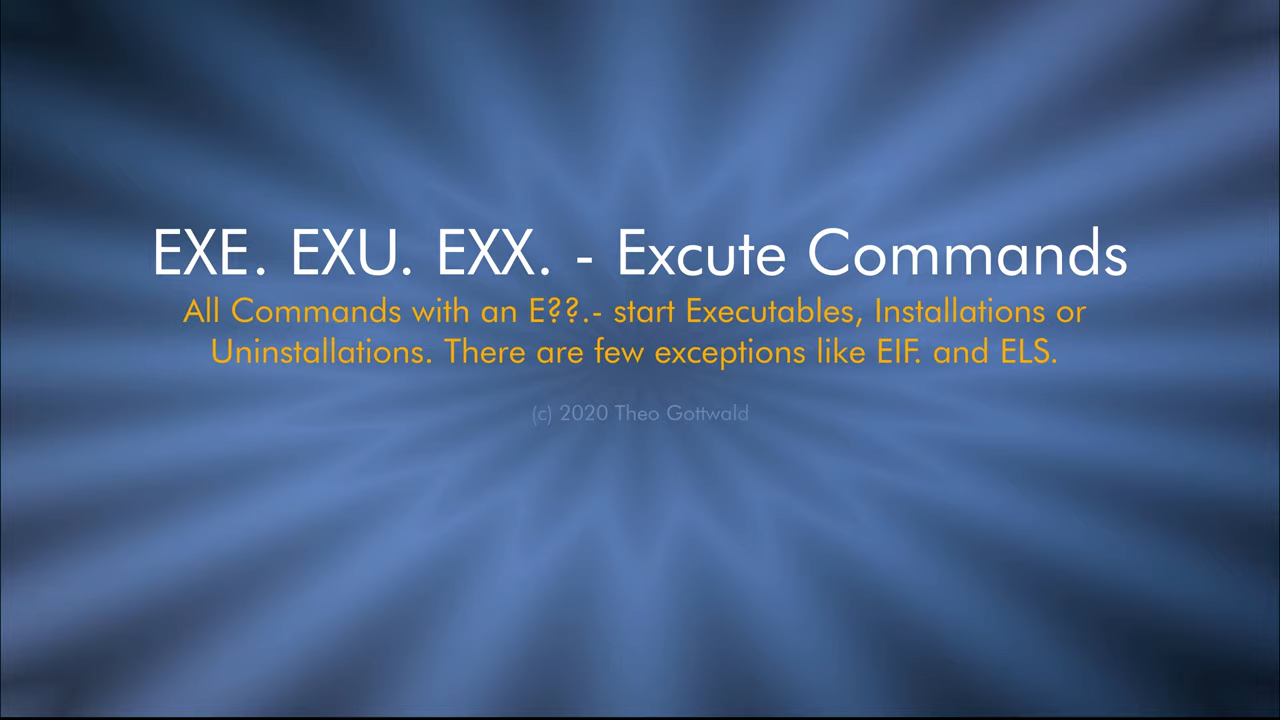 EXE. EXU. EXX. - Excute Commands
All Commands with an E??.- start Executables, Installations or
Uninstallations. There are few exceptions like EIF. and ELS.
(c) 2020 Theo Gottwald